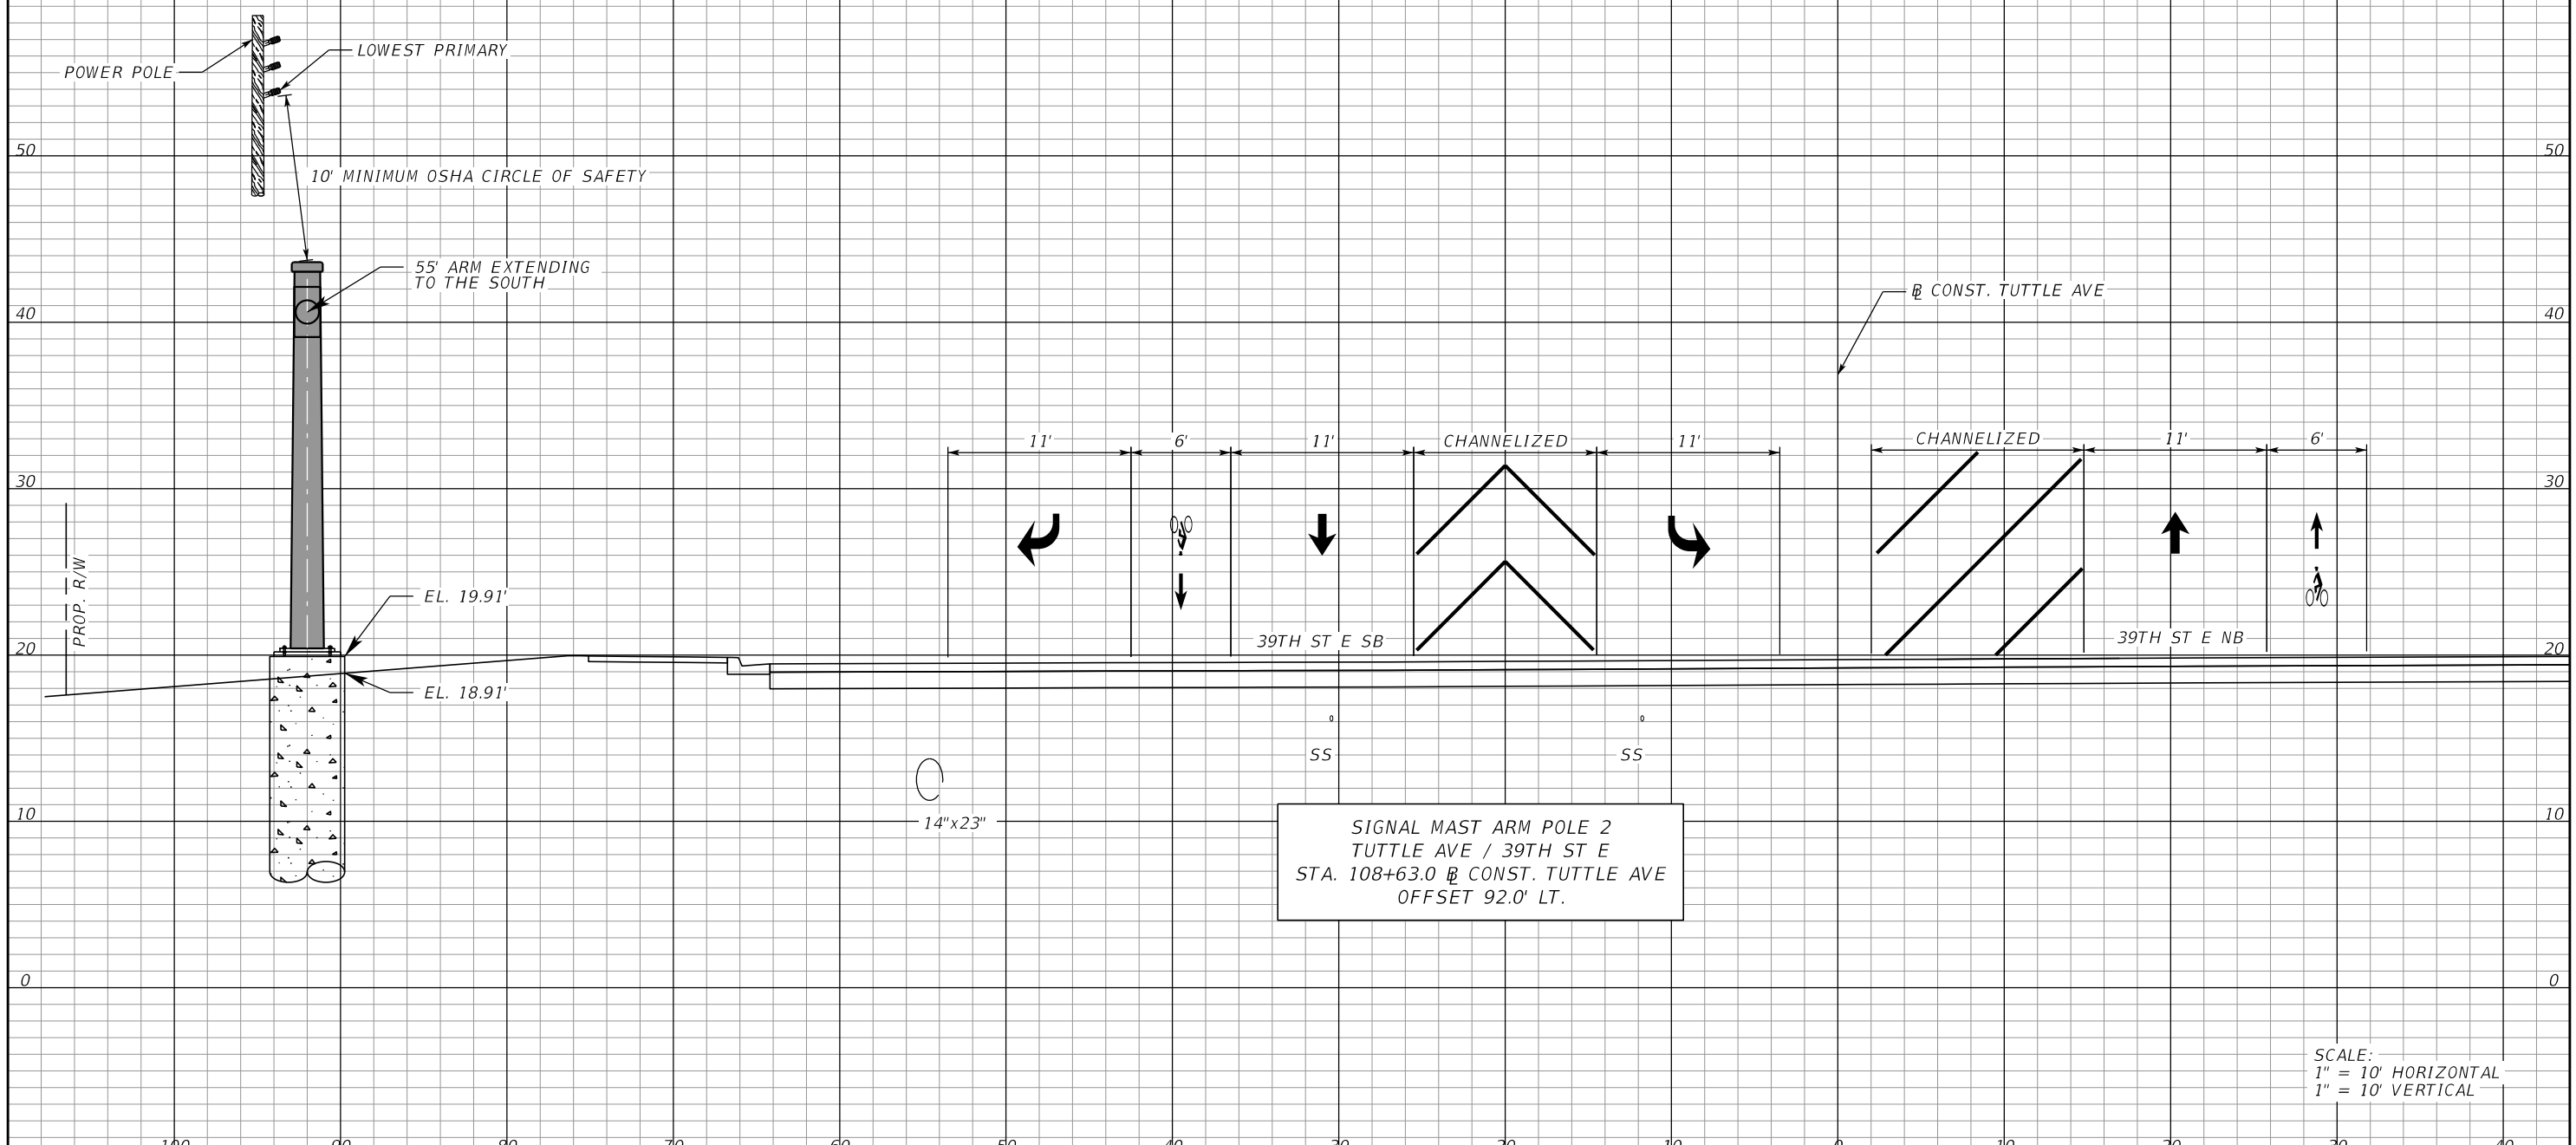 POWER POLE
LOWEST PRIMARY
50
50
10' MINIMUM OSHA CIRCLE OF SAFETY
55' ARM EXTENDING
TO THE SOUTH
℄ CONST. TUTTLE AVE
40
40
11'
6'
11'
CHANNELIZED
11'
CHANNELIZED
11'
6'
30
30
PROP. R/W
EL. 19.91'
39TH ST E SB
39TH ST E NB
20
20
EL. 18.91'
SS
SS
14"x23"
10
10
SIGNAL MAST ARM POLE 2
TUTTLE AVE / 39TH ST E
STA. 108+63.0 ℄ CONST. TUTTLE AVE
OFFSET 92.0' LT.
0
0
SCALE:
1" = 10' HORIZONTAL
1" = 10' VERTICAL